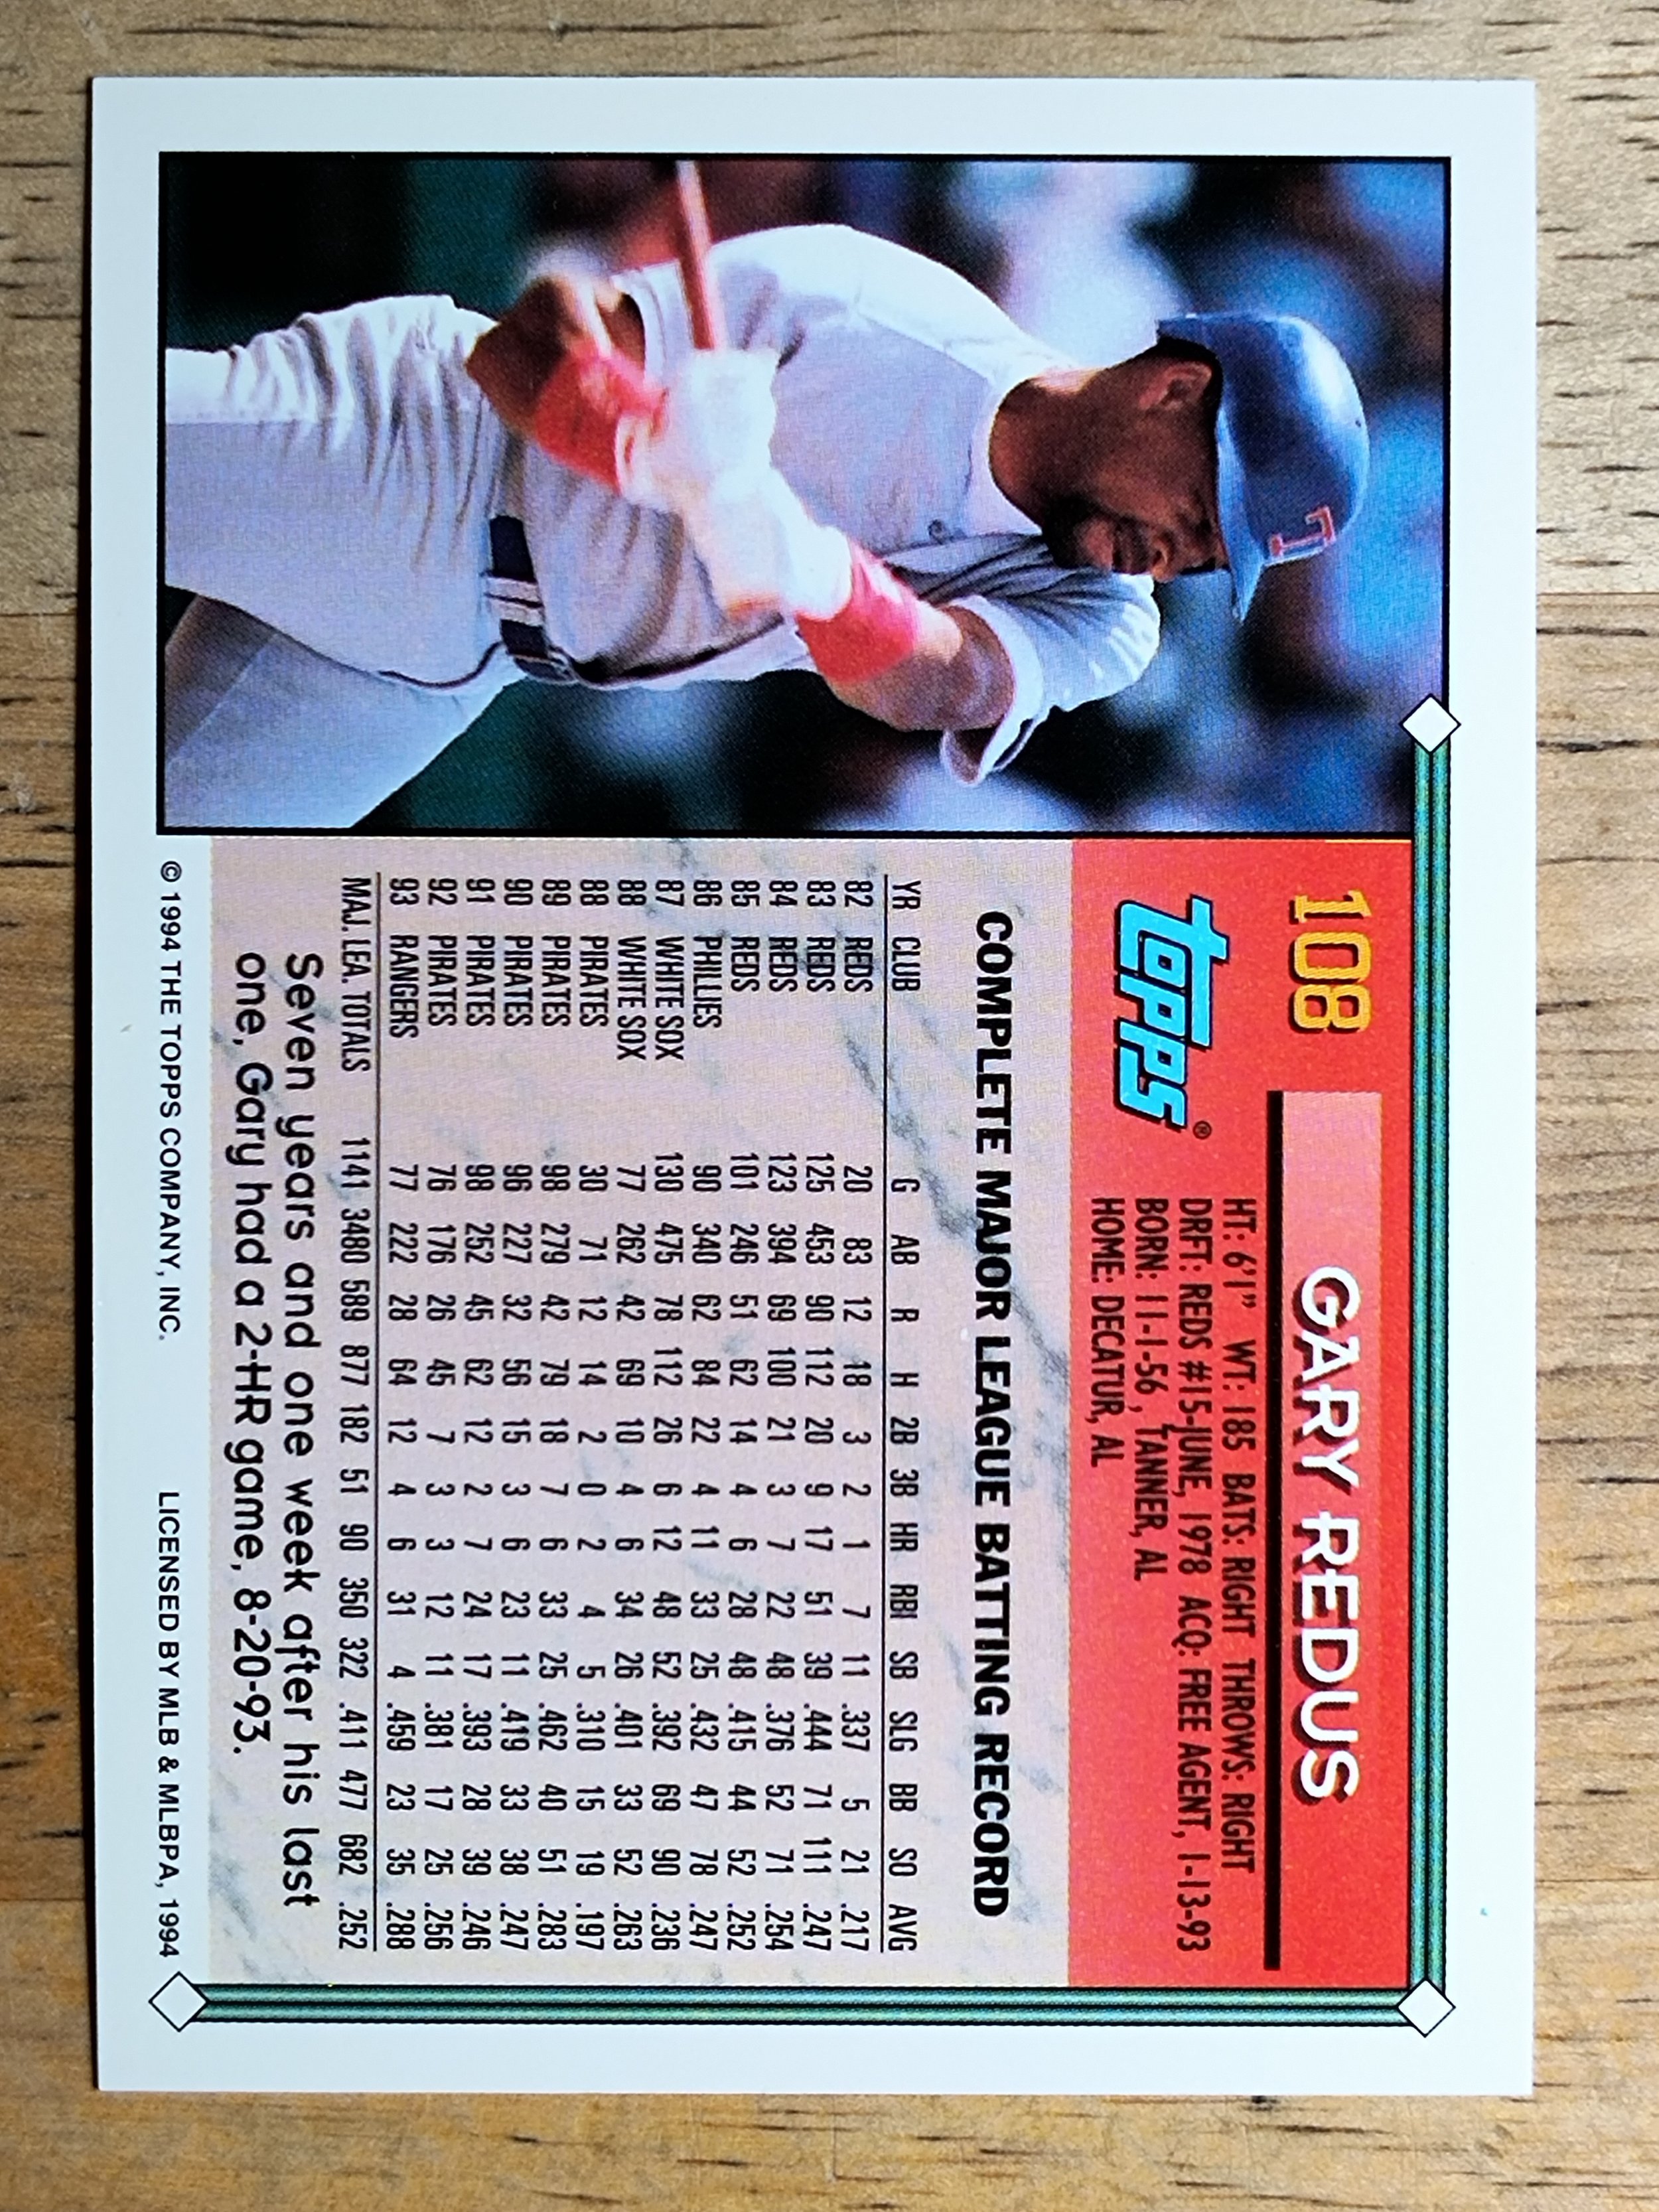 108 GARY REDUS
TOPPS®
HT: 6'1" WT: 185 BATS: RIGHT THROWS: RIGHT
DRFT: REDS #15-JUNE, 1978 ACQ: FREE AGENT, 1-13-93
BORN: 11-1-56, TANNER, AL
HOME: DECATUR, AL
COMPLETE MAJOR LEAGUE BATTING RECORD
YR CLUB G AB R H 2B 3B HR RBI SB SLG BB SO AVG
82 REDS 20 83 12 18 3 2 1 7 11 .337 5 21 .217
83 REDS 125 453 90 112 20 9 17 51 39 .444 71 111 .247
84 REDS 123 394 69 100 21 3 7 22 48 .376 52 71 .254
85 REDS 101 246 51 62 14 4 6 28 48 .415 44 52 .252
86 PHILLIES 90 340 62 84 22 4 11 33 25 .432 47 78 .247
87 WHITE SOX 130 475 78 112 26 6 12 48 52 .392 69 90 .236
88 WHITE SOX 77 262 42 69 10 4 6 34 26 .401 33 52 .263
88 PIRATES 30 71 12 14 2 0 2 4 5 .310 15 19 .197
89 PIRATES 98 279 42 79 18 7 6 33 25 .462 40 51 .283
90 PIRATES 96 227 32 56 15 3 6 23 11 .419 33 38 .247
91 PIRATES 98 252 45 62 12 2 7 24 17 .393 28 39 .246
92 PIRATES 76 176 26 45 7 3 3 12 11 .381 17 25 .256
93 RANGERS 77 222 28 64 12 4 6 31 4 .459 23 35 .288
MAJ. LEA. TOTALS 1141 3480 589 877 182 51 90 350 322 .411 477 682 .252
Seven years and one week after his last
one, Gary had a 2-HR game, 8-20-93.
© 1994 THE TOPPS COMPANY, INC. LICENSED BY MLB & MLBPA, 1994